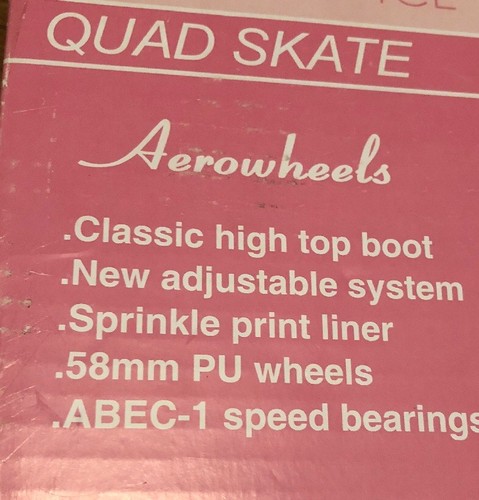 QUAD SKATE
Aerowheels
.Classic high top boot
.New adjustable system
.Sprinkle print liner
.58mm PU wheels
.ABEC-1 speed bearings